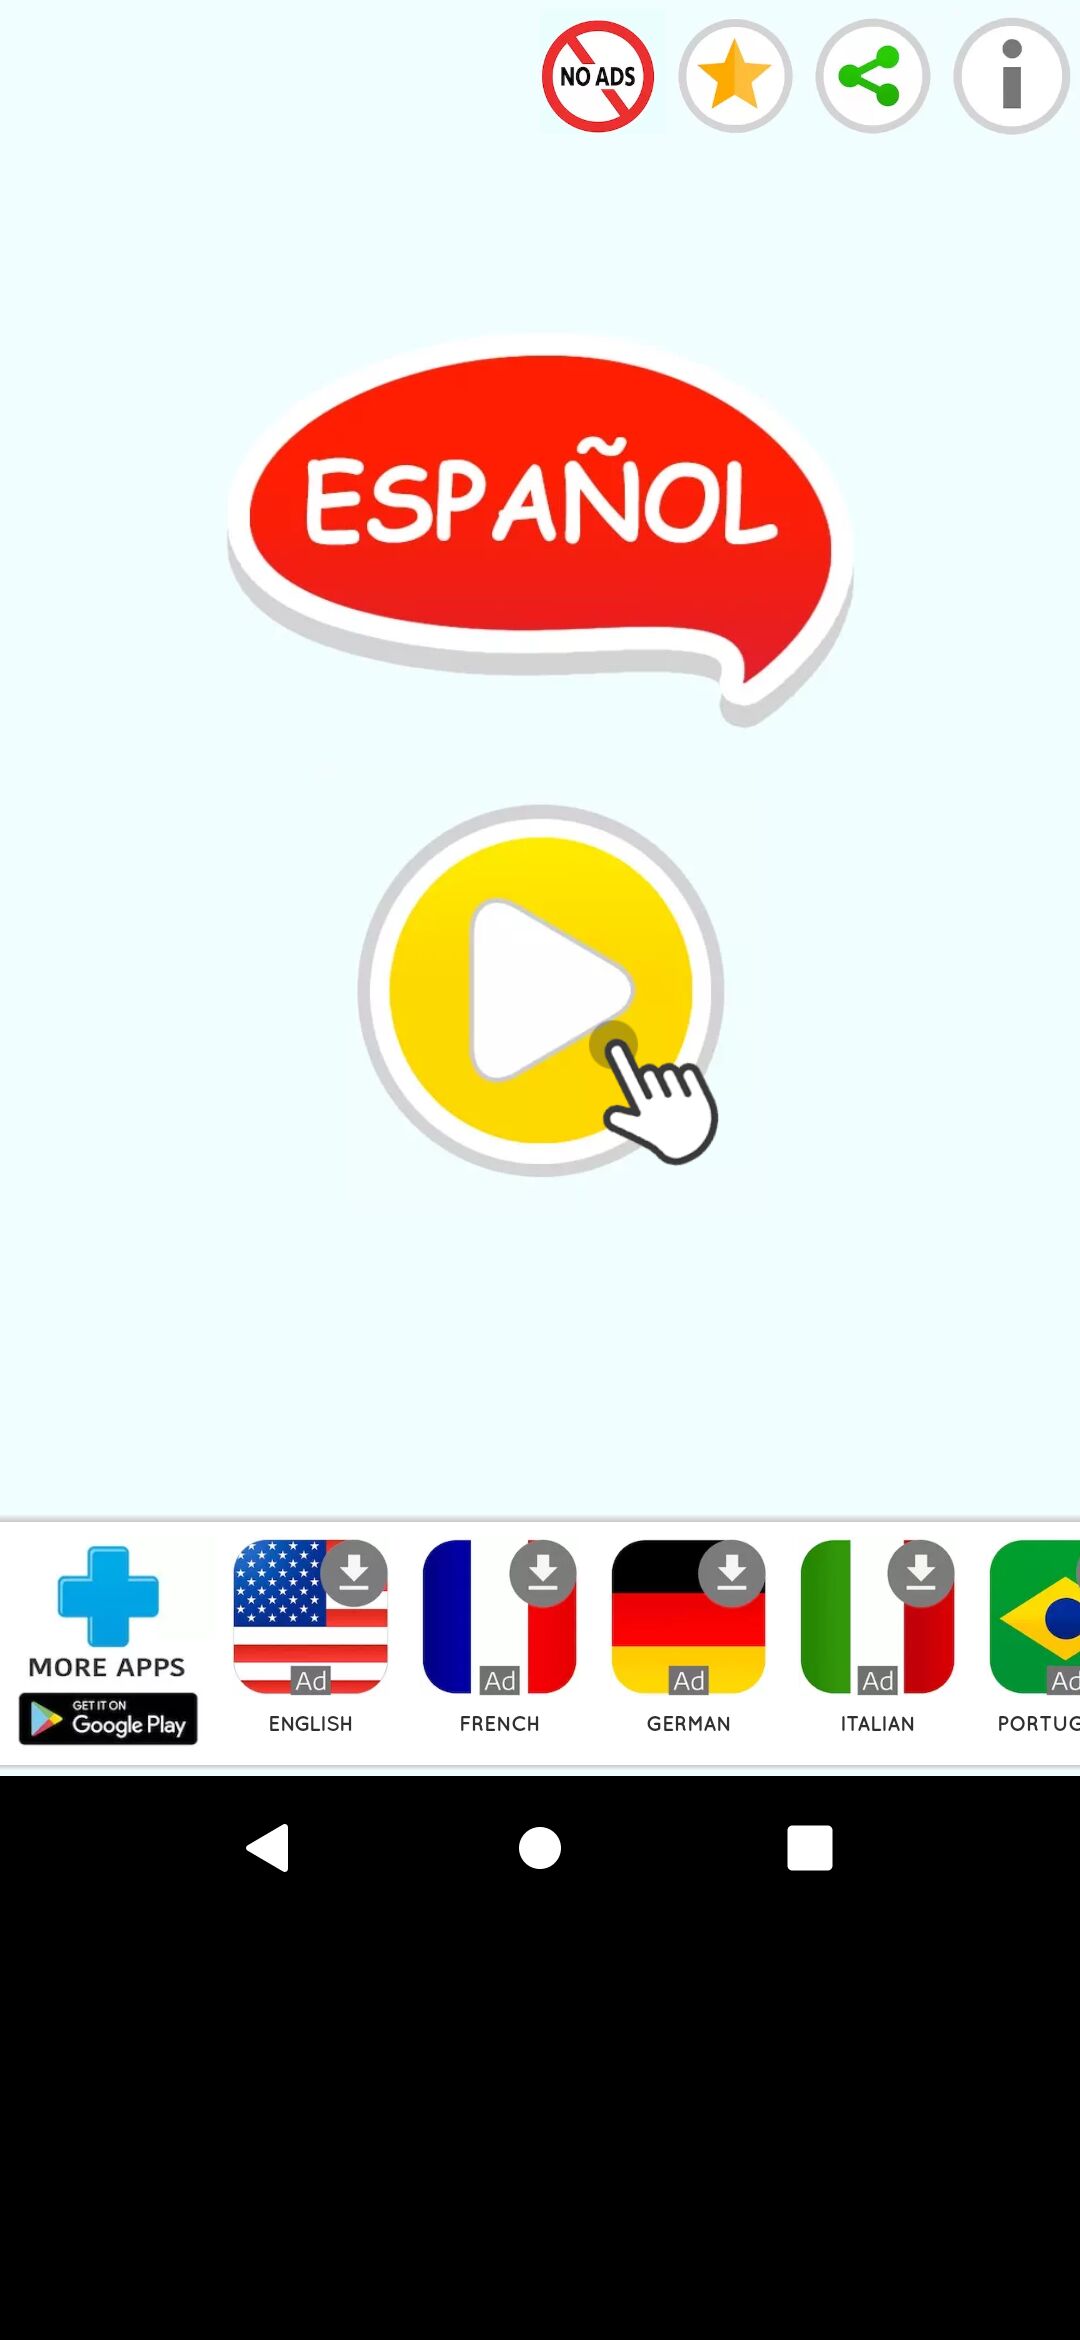 NO ADS
ESPAÑOL
MORE APPS
GET IT ON
Google Play
Ad
ENGLISH
Ad
FRENCH
Ad
GERMAN
Ad
ITALIAN
Ad
PORTUG